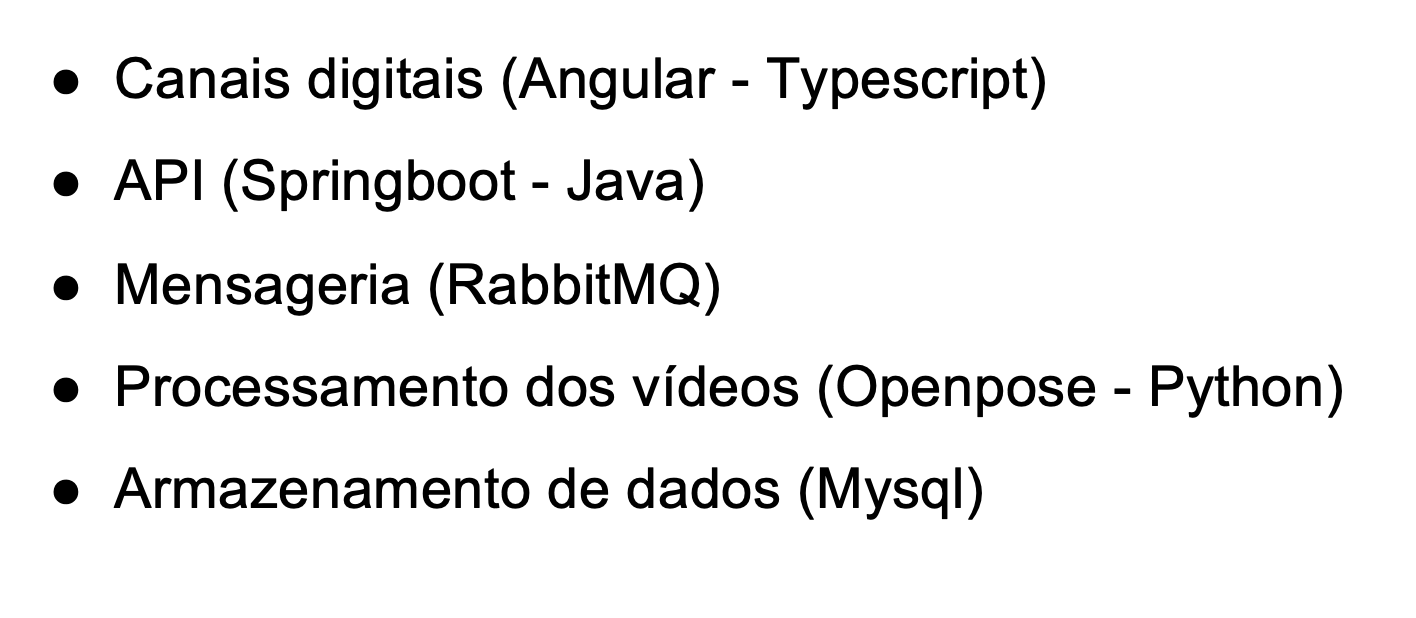 ● Canais digitais (Angular - Typescript)
● API (Springboot - Java)
● Mensageria (RabbitMQ)
● Processamento dos vídeos (Openpose - Python)
● Armazenamento de dados (Mysql)